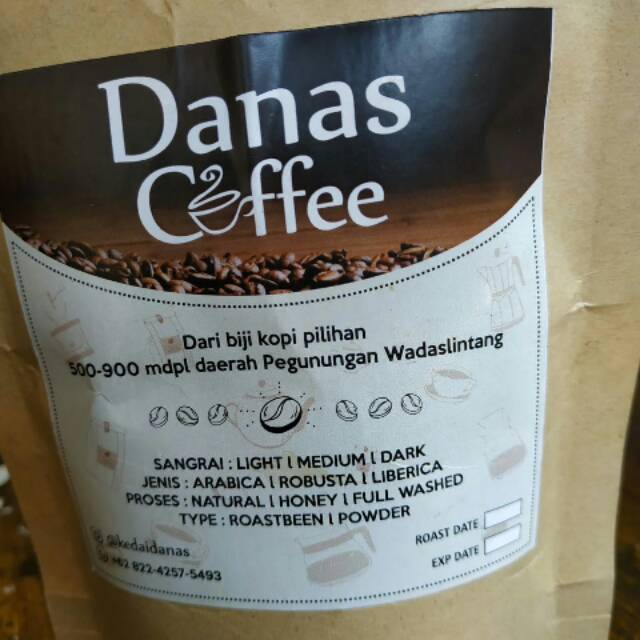 Danas
Coffee
Dari biji kopi pilihan
500-900 mdpl daerah Pegunungan Wadaslintang
SANGRAI : LIGHT l MEDIUM l DARK
JENIS : ARABICA l ROBUSTA l LIBERICA
PROSES : NATURAL l HONEY l FULL WASHED
TYPE : ROASTBEEN l POWDER
ROAST DATE
@kedaidanas
EXP DATE
+62 822-4257-5493